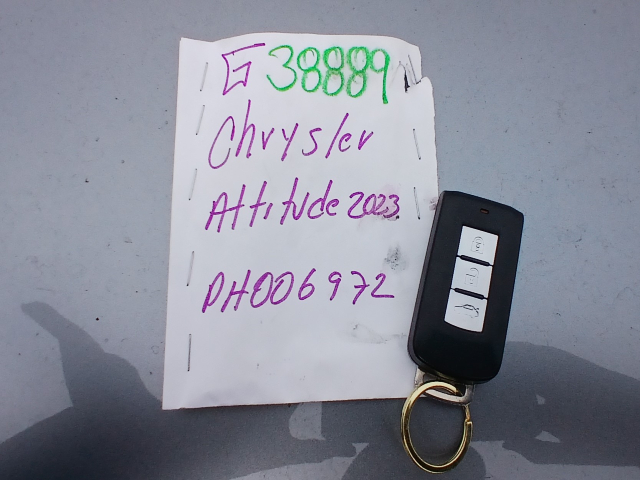 G 38889
Chrysler
Attitude 2023
PH006972